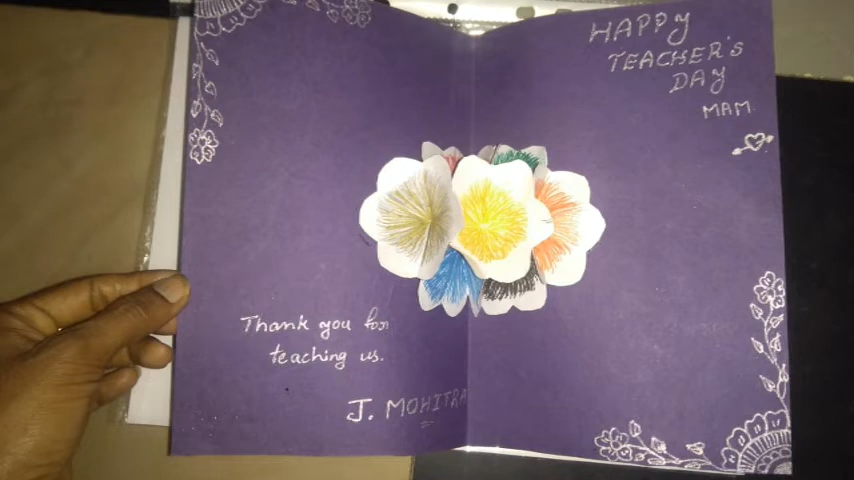 HAPPY
TEACHER'S
DAY
MAM
Thank you for
teaching us.
J. MOHITRA